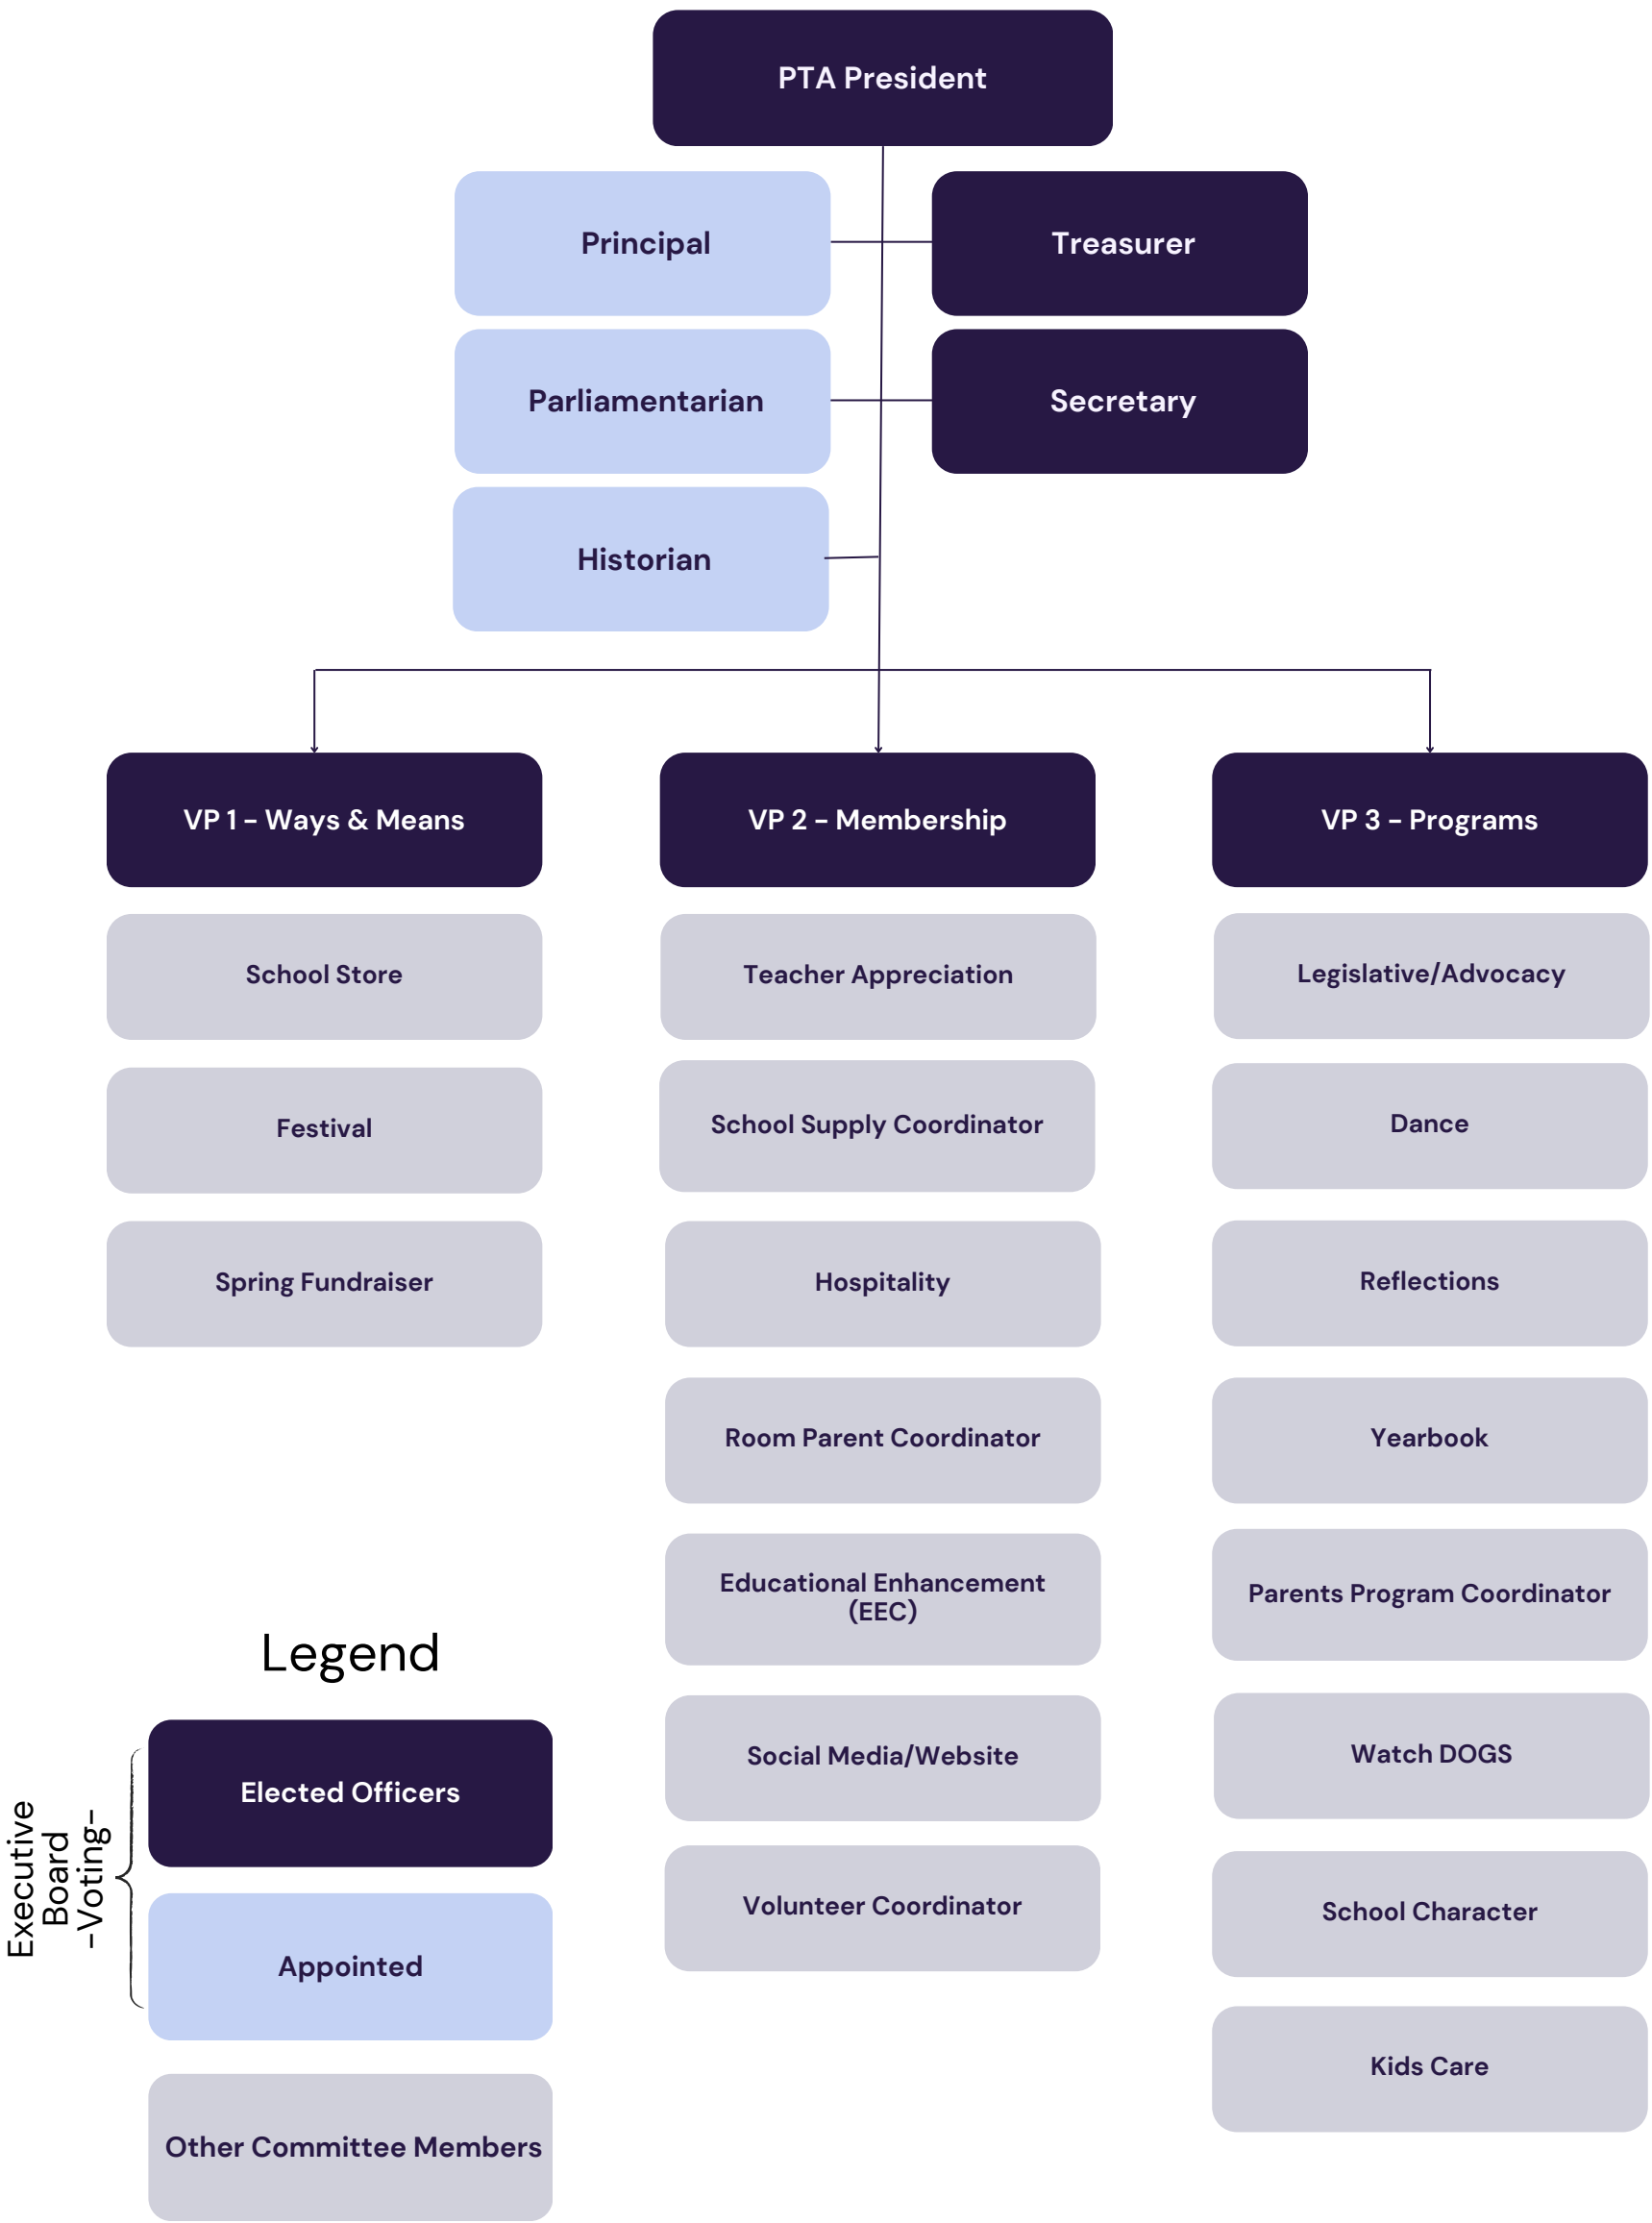 PTA President
Principal
Treasurer
Parliamentarian
Secretary
Historian
VP 1 - Ways & Means
VP 2 - Membership
VP 3 - Programs
School Store
Festival
Spring Fundraiser
Teacher Appreciation
School Supply Coordinator
Hospitality
Room Parent Coordinator
Educational Enhancement
(EEC)
Social Media/Website
Volunteer Coordinator
Legislative/Advocacy
Dance
Reflections
Yearbook
Parents Program Coordinator
Watch DOGS
School Character
Kids Care
Legend
Executive
Board
-Voting-
Elected Officers
Appointed
Other Committee Members